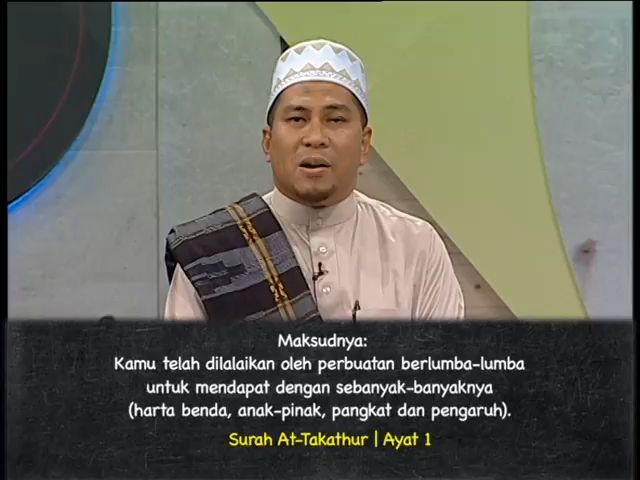 Maksudnya:
Kamu telah dilalaikan oleh perbuatan berlumba-lumba
untuk mendapat dengan sebanyak-banyaknya
(harta benda, anak-pinak, pangkat dan pengaruh).
Surah At-Takathur | Ayat 1